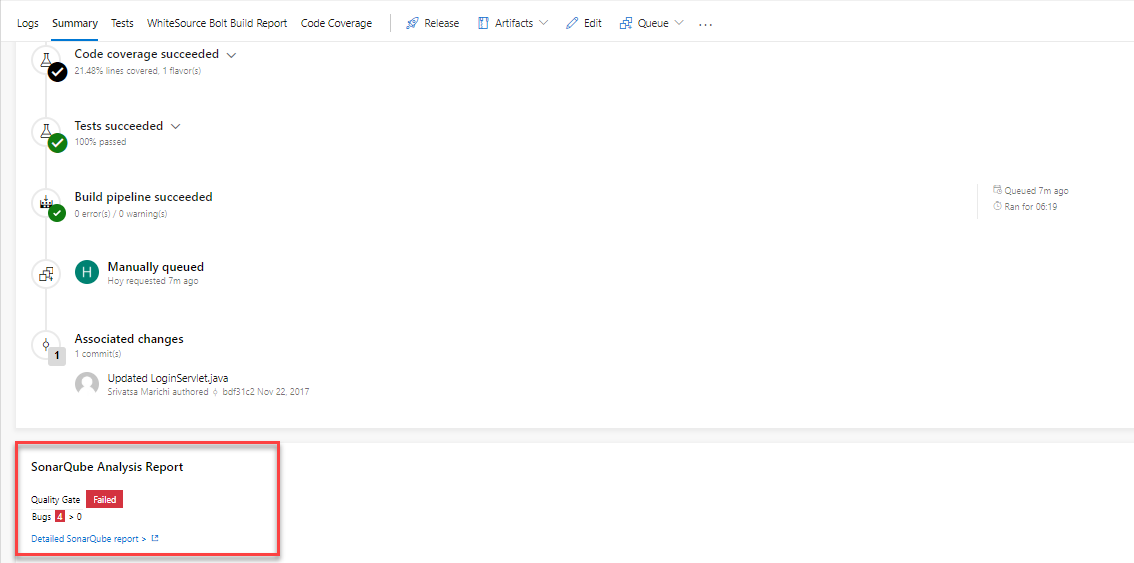 Logs Summary Tests WhiteSource Bolt Build Report Code Coverage Release Artifacts Edit Queue ...
Code coverage succeeded
21.48% lines covered, 1 flavor(s)
Tests succeeded
100% passed
Build pipeline succeeded
0 error(s) / 0 warning(s)
Queued 7m ago
Ran for 06:19
H
Manually queued
Hoy requested 7m ago
Associated changes
1
1 commit(s)
Updated LoginServlet.java
Srivatsa Marichi authored bdf31c2 Nov 22, 2017
SonarQube Analysis Report
Quality Gate Failed
Bugs 4 > 0
Detailed SonarQube report >